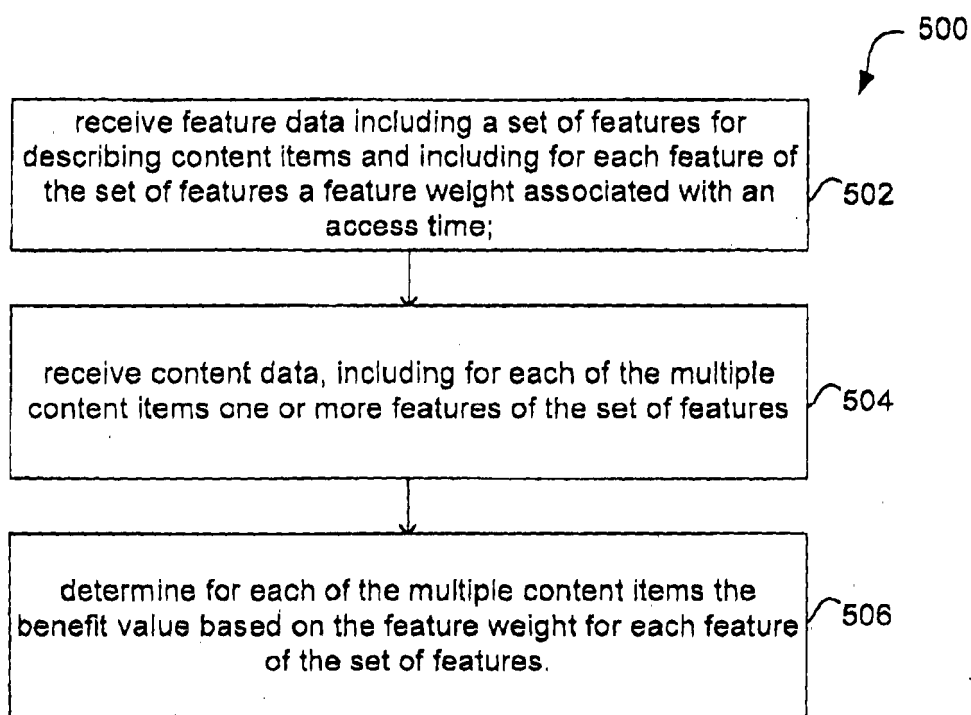 500
receive feature data including a set of features for
describing content items and including for each feature of
the set of features a feature weight associated with an
access time;
502
receive content data, including for each of the multiple
content items one or more features of the set of features
504
determine for each of the multiple content items the
benefit value based on the feature weight for each feature
of the set of features.
506